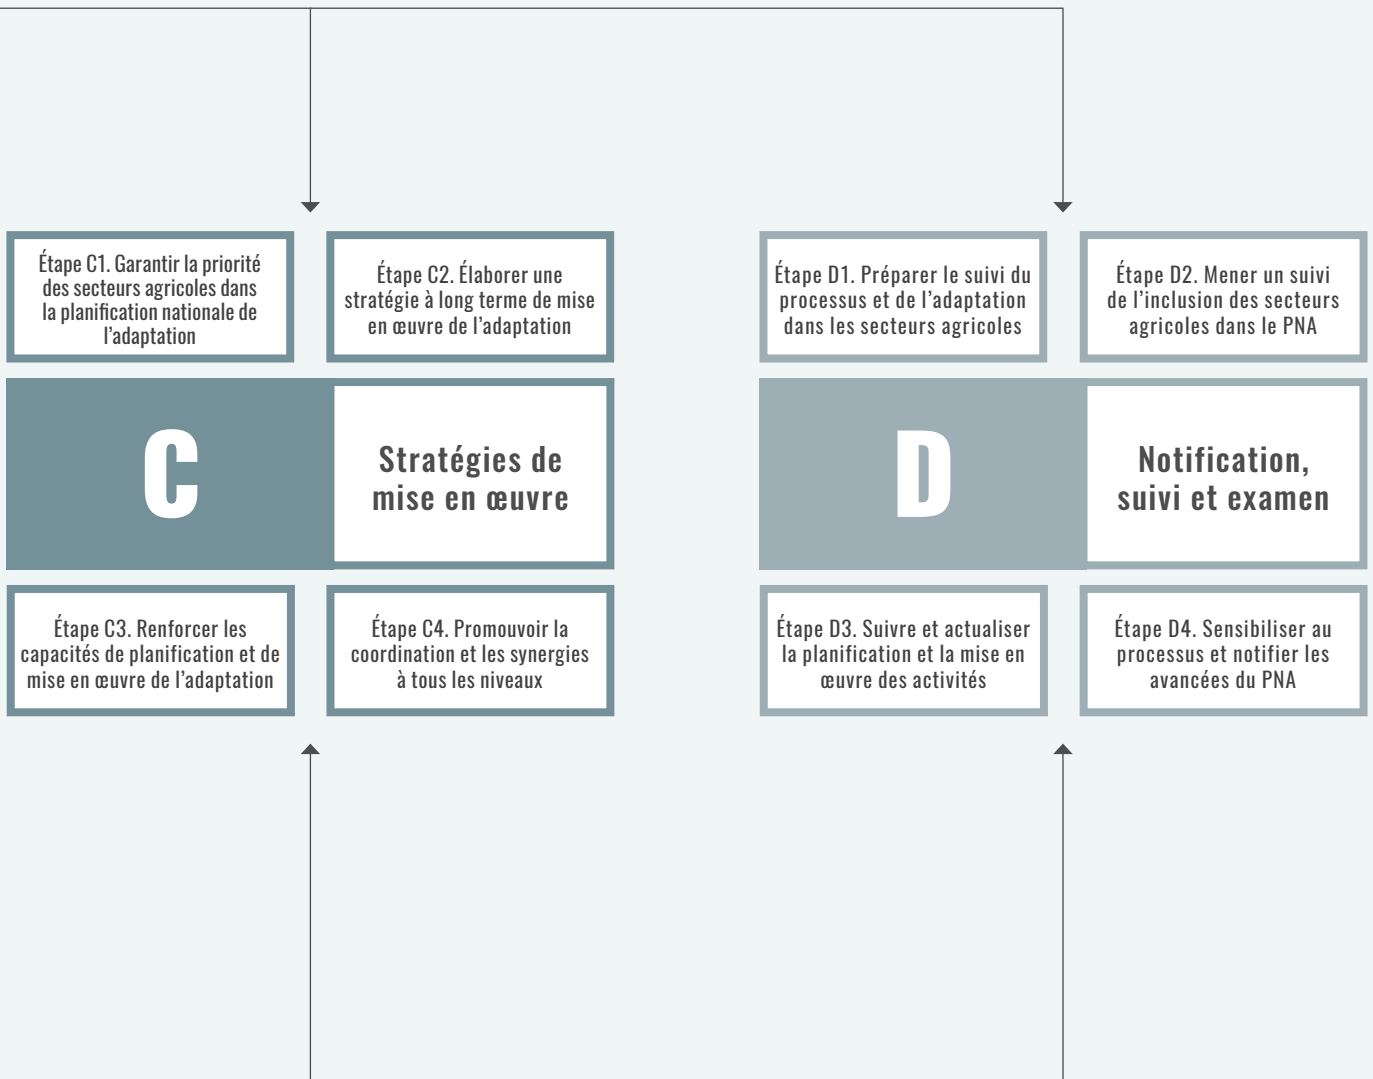 Étape C1. Garantir la priorité
des secteurs agricoles dans
la planification nationale de
l’adaptation
Étape C2. Élaborer une
stratégie à long terme de mise
en œuvre de l’adaptation
C
Stratégies de
mise en œuvre
Étape C3. Renforcer les
capacités de planification et de
mise en œuvre de l’adaptation
Étape C4. Promouvoir la
coordination et les synergies
à tous les niveaux
Étape D1. Préparer le suivi du
processus et de l’adaptation
dans les secteurs agricoles
Étape D2. Mener un suivi
de l’inclusion des secteurs
agricoles dans le PNA
D
Notification,
suivi et examen
Étape D3. Suivre et actualiser
la planification et la mise en
œuvre des activités
Étape D4. Sensibiliser au
processus et notifier les
avancées du PNA